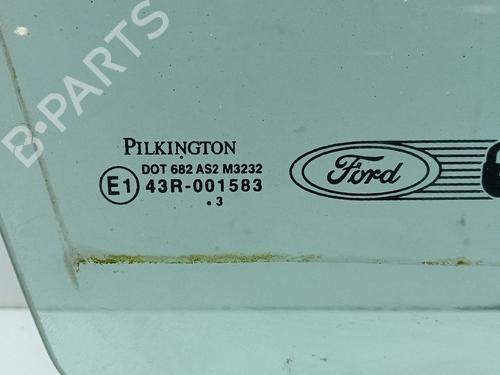 B-PARTS
PILKINGTON
DOT 682 AS2 M3232
E1 43R-001583
.3
Ford